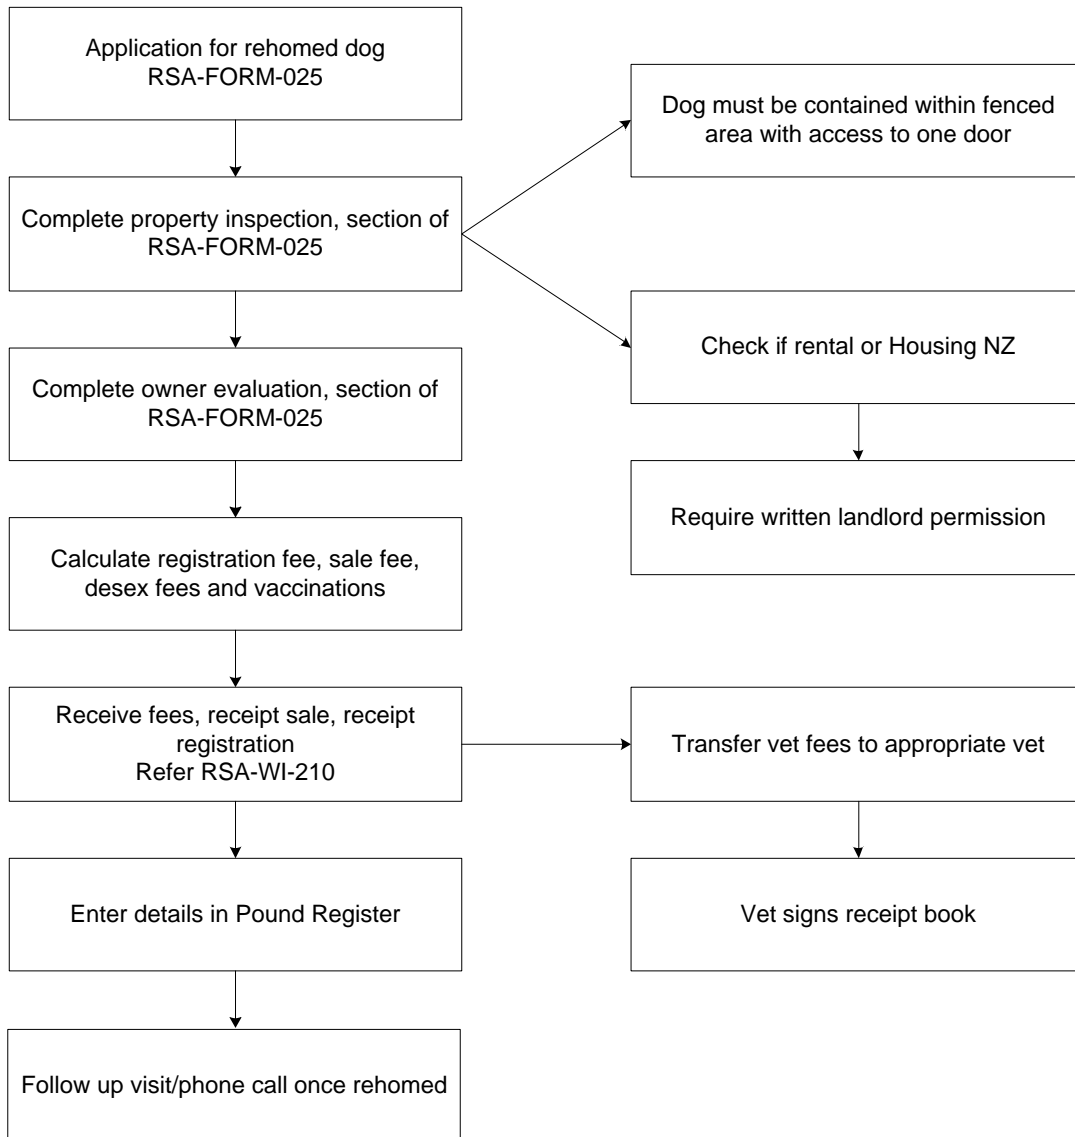 Application for rehomed dog
RSA-FORM-025
Dog must be contained within fenced
area with access to one door
Complete property inspection, section of
RSA-FORM-025
Check if rental or Housing NZ
Complete owner evaluation, section of
RSA-FORM-025
Require written landlord permission
Calculate registration fee, sale fee,
desex fees and vaccinations
Receive fees, receipt sale, receipt
registration
Refer RSA-WI-210
Transfer vet fees to appropriate vet
Enter details in Pound Register
Vet signs receipt book
Follow up visit/phone call once rehomed